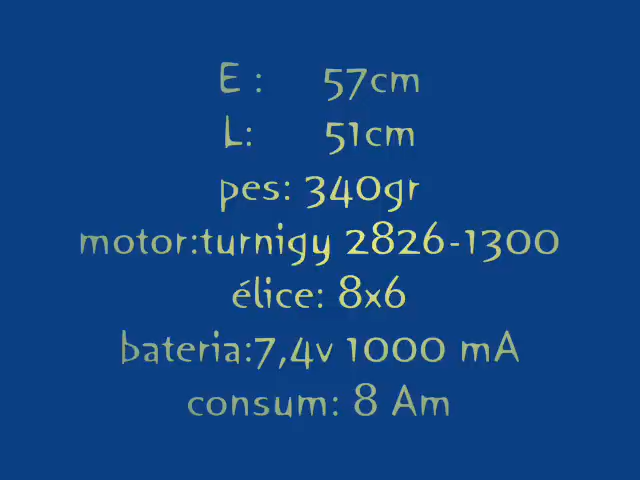 E : 57cm
L: 51cm
pes: 340gr
motor:turnigy 2826-1300
élice: 8x6
bateria:7,4v 1000 mA
consum: 8 Am